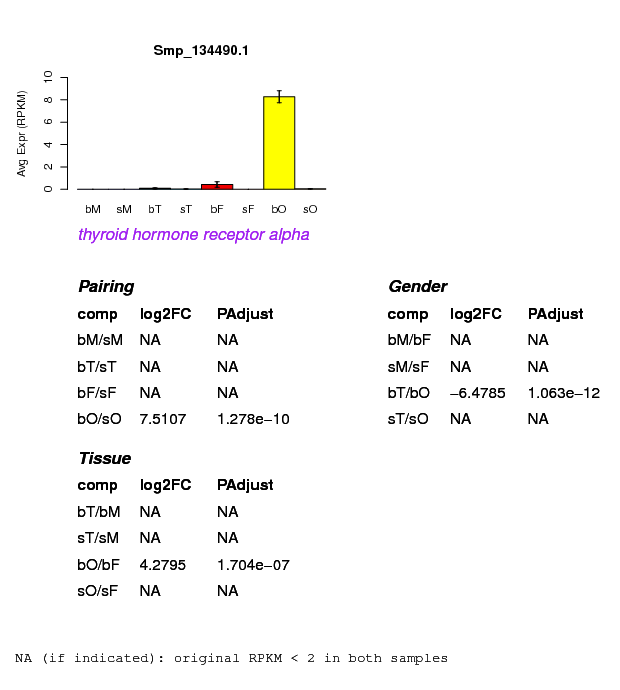 Smp_134490.1
Avg Expr (RPKM)
10
8
6
4
2
0
bM sM bT sT bF sF bO sO
thyroid hormone receptor alpha
Pairing
comp log2FC PAdjust
bM/sM NA NA
bT/sT NA NA
bF/sF NA NA
bO/sO 7.5107 1.278e−10
Gender
comp log2FC PAdjust
bM/bF NA NA
sM/sF NA NA
bT/bO −6.4785 1.063e−12
sT/sO NA NA
Tissue
comp log2FC PAdjust
bT/bM NA NA
sT/sM NA NA
bO/bF 4.2795 1.704e−07
sO/sF NA NA
NA (if indicated): original RPKM < 2 in both samples